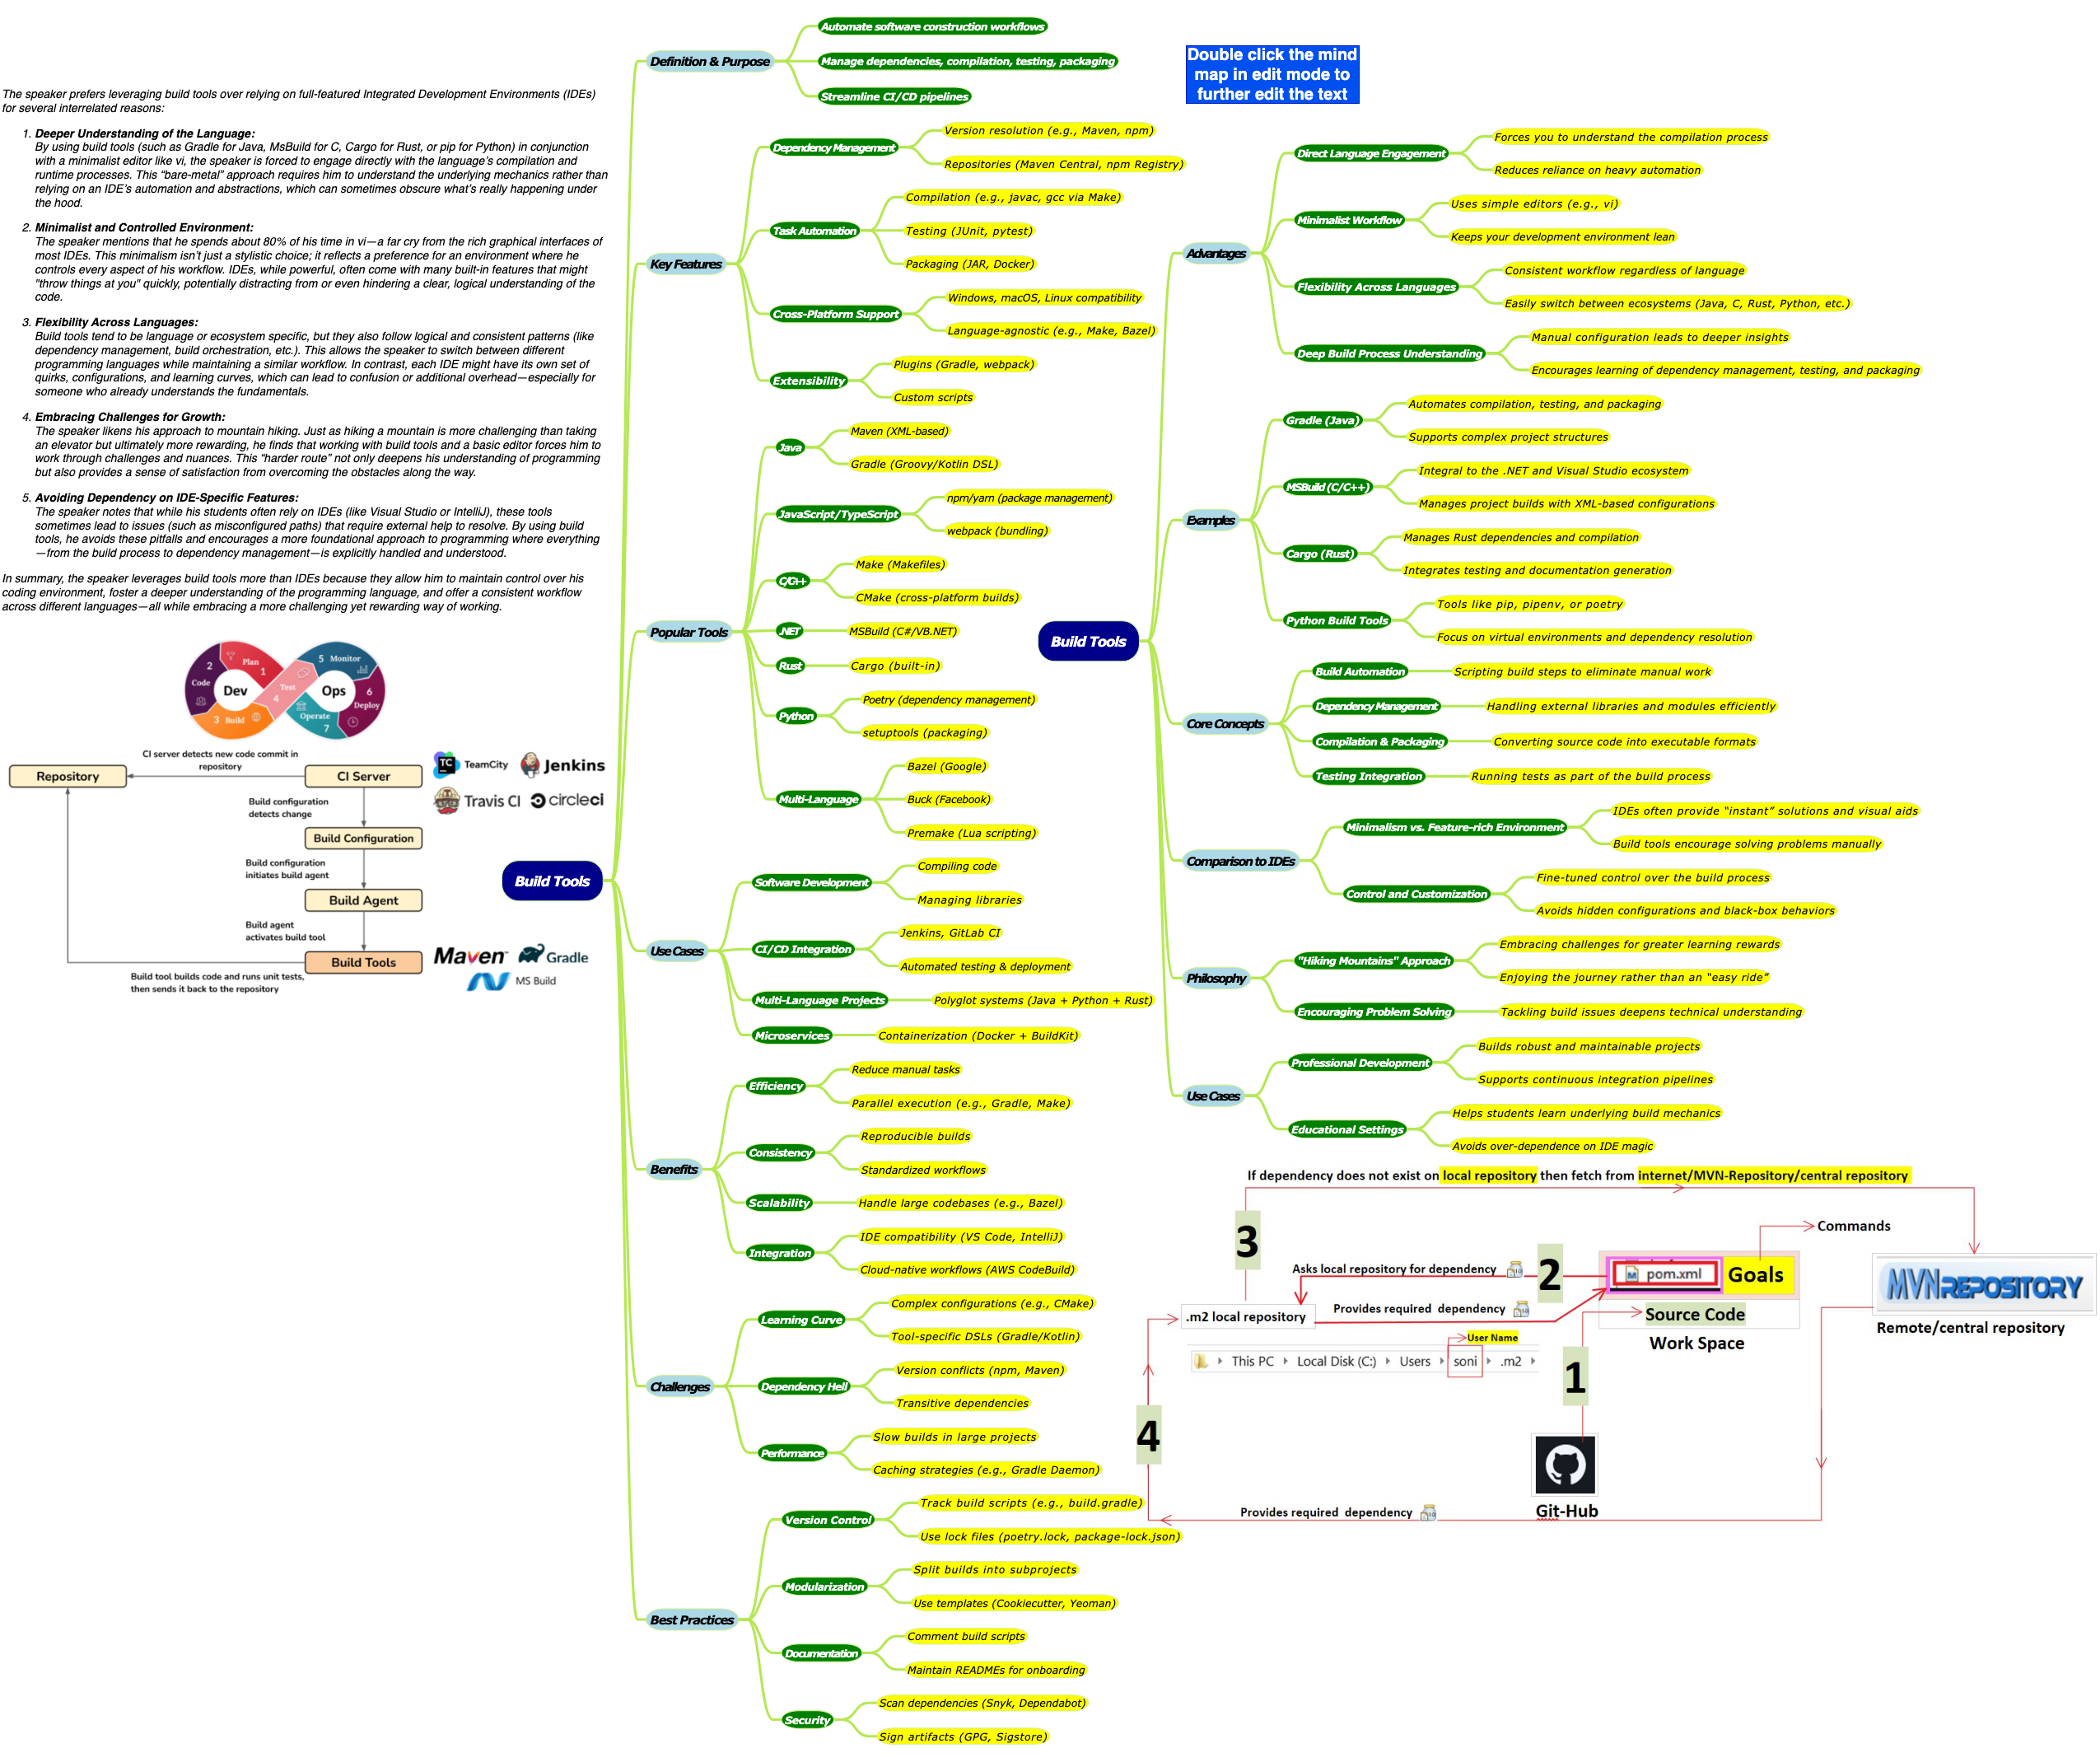 The speaker prefers leveraging build tools over relying on full-featured Integrated Development Environments (IDEs)
for several interrelated reasons:
1. Deeper Understanding of the Language:
By using build tools (such as Gradle for Java, MsBuild for C, Cargo for Rust, or pip for Python) in conjunction
with a minimalist editor like vi, the speaker is forced to engage directly with the language's compilation and
runtime processes. This “bare-metal” approach requires him to understand the underlying mechanics rather than
relying on an IDE's automation and abstractions, which can sometimes obscure what's really happening under
the hood.
2. Minimalist and Controlled Environment:
The speaker mentions that he spends about 80% of his time in vi—a far cry from the rich graphical interfaces of
most IDEs. This minimalism isn't just a stylistic choice; it reflects a preference for an environment where he
controls every aspect of his workflow. IDEs, while powerful, often come with many built-in features that might
"throw things at you" quickly, potentially distracting from or even hindering a clear, logical understanding of the
code.
3. Flexibility Across Languages:
Build tools tend to be language or ecosystem specific, but they also follow logical and consistent patterns (like
dependency management, build orchestration, etc.). This allows the speaker to switch between different
programming languages while maintaining a similar workflow. In contrast, each IDE might have its own set of
quirks, configurations, and learning curves, which can lead to confusion or additional overhead—especially for
someone who already understands the fundamentals.
4. Embracing Challenges for Growth:
The speaker likens his approach to mountain hiking. Just as hiking a mountain is more challenging than taking
an elevator but ultimately more rewarding, he finds that working with build tools and a basic editor forces him to
work through challenges and nuances. This “harder route” not only deepens his understanding of programming
but also provides a sense of satisfaction from overcoming the obstacles along the way.
5. Avoiding Dependency on IDE-Specific Features:
The speaker notes that while his students often rely on IDEs (like Visual Studio or IntelliJ), these tools
sometimes lead to issues (such as misconfigured paths) that require external help to resolve. By using build
tools, he avoids these pitfalls and encourages a more foundational approach to programming where everything
—from the build process to dependency management—is explicitly handled and understood.
In summary, the speaker leverages build tools more than IDEs because they allow him to maintain control over his
coding environment, foster a deeper understanding of the programming language, and offer a consistent workflow
across different languages—all while embracing a more challenging yet rewarding way of working.
Dev
Ops
Plan
1
2
Code
3 Build
Test
4
5 Monitor
6
Deploy
Operate
7
CI server detects new code commit in
repository
Repository
CI Server
TC
TeamCity
Jenkins
Travis CI
circleci
Build configuration
detects change
Build Configuration
Build configuration
initiates build agent
Build Agent
Build agent
activates build tool
Build Tools
Maven
Gradle
MS Build
Build tool builds code and runs unit tests,
then sends it back to the repository
Build Tools
Definition & Purpose
Automate software construction workflows
Manage dependencies, compilation, testing, packaging
Streamline CI/CD pipelines
Key Features
Dependency Management
Version resolution (e.g., Maven, npm)
Repositories (Maven Central, npm Registry)
Task Automation
Compilation (e.g., javac, gcc via Make)
Testing (JUnit, pytest)
Packaging (JAR, Docker)
Cross-Platform Support
Windows, macOS, Linux compatibility
Language-agnostic (e.g., Make, Bazel)
Extensibility
Plugins (Gradle, webpack)
Custom scripts
Popular Tools
Java
Maven (XML-based)
Gradle (Groovy/Kotlin DSL)
JavaScript/TypeScript
npm/yarn (package management)
webpack (bundling)
C/C++
Make (Makefiles)
CMake (cross-platform builds)
.NET
MSBuild (C#/VB.NET)
Rust
Cargo (built-in)
Python
Poetry (dependency management)
setuptools (packaging)
Multi-Language
Bazel (Google)
Buck (Facebook)
Premake (Lua scripting)
Use Cases
Software Development
Compiling code
Managing libraries
CI/CD Integration
Jenkins, GitLab CI
Automated testing & deployment
Multi-Language Projects
Polyglot systems (Java + Python + Rust)
Microservices
Containerization (Docker + BuildKit)
Benefits
Efficiency
Reduce manual tasks
Parallel execution (e.g., Gradle, Make)
Consistency
Reproducible builds
Standardized workflows
Scalability
Handle large codebases (e.g., Bazel)
Integration
IDE compatibility (VS Code, IntelliJ)
Cloud-native workflows (AWS CodeBuild)
Challenges
Learning Curve
Complex configurations (e.g., CMake)
Tool-specific DSLs (Gradle/Kotlin)
Dependency Hell
Version conflicts (npm, Maven)
Transitive dependencies
Performance
Slow builds in large projects
Caching strategies (e.g., Gradle Daemon)
Best Practices
Version Control
Track build scripts (e.g., build.gradle)
Use lock files (poetry.lock, package-lock.json)
Modularization
Split builds into subprojects
Use templates (Cookiecutter, Yeoman)
Documentation
Comment build scripts
Maintain READMEs for onboarding
Security
Scan dependencies (Snyk, Dependabot)
Sign artifacts (GPG, Sigstore)
Double click the mind
map in edit mode to
further edit the text
Build Tools
Advantages
Direct Language Engagement
Forces you to understand the compilation process
Reduces reliance on heavy automation
Minimalist Workflow
Uses simple editors (e.g., vi)
Keeps your development environment lean
Flexibility Across Languages
Consistent workflow regardless of language
Easily switch between ecosystems (Java, C, Rust, Python, etc.)
Deep Build Process Understanding
Manual configuration leads to deeper insights
Encourages learning of dependency management, testing, and packaging
Examples
Gradle (Java)
Automates compilation, testing, and packaging
Supports complex project structures
MSBuild (C/C++)
Integral to the .NET and Visual Studio ecosystem
Manages project builds with XML-based configurations
Cargo (Rust)
Manages Rust dependencies and compilation
Integrates testing and documentation generation
Python Build Tools
Tools like pip, pipenv, or poetry
Focus on virtual environments and dependency resolution
Core Concepts
Build Automation
Scripting build steps to eliminate manual work
Dependency Management
Handling external libraries and modules efficiently
Compilation & Packaging
Converting source code into executable formats
Testing Integration
Running tests as part of the build process
Comparison to IDEs
Minimalism vs. Feature-rich Environment
IDEs often provide “instant” solutions and visual aids
Build tools encourage solving problems manually
Control and Customization
Fine-tuned control over the build process
Avoids hidden configurations and black-box behaviors
Philosophy
"Hiking Mountains" Approach
Embracing challenges for greater learning rewards
Enjoying the journey rather than an “easy ride”
Encouraging Problem Solving
Tackling build issues deepens technical understanding
Use Cases
Professional Development
Builds robust and maintainable projects
Supports continuous integration pipelines
Educational Settings
Helps students learn underlying build mechanics
Avoids over-dependence on IDE magic
If dependency does not exist on local repository then fetch from internet/MVN-Repository/central repository
3
Commands
Asks local repository for dependency
2
pom.xml
Goals
MVNREPOSITORY
Provides required dependency
.m2 local repository
Source Code
Remote/central repository
Work Space
User Name
This PC
Local Disk (C:)
Users
soni
.m2
1
4
Git-Hub
Provides required dependency